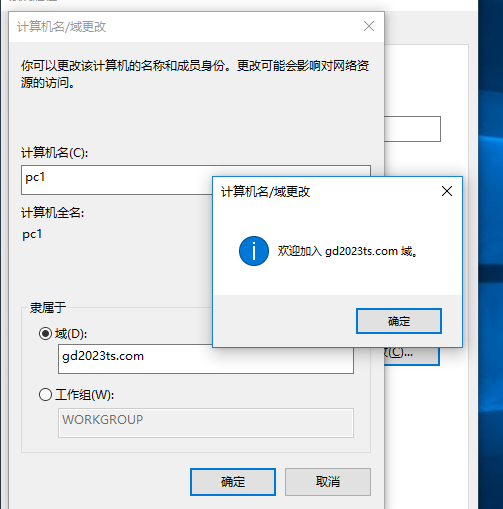 计算机名/域更改
你可以更改该计算机的名称和成员身份。更改可能会影响对网络资
源的访问。
计算机名(C):
pc1
计算机全名:
pc1
计算机名/域更改
欢迎加入 gd2023ts.com 域。
确定
隶属于
域(D):
gd2023ts.com
(C)...
工作组(W):
WORKGROUP
确定
取消